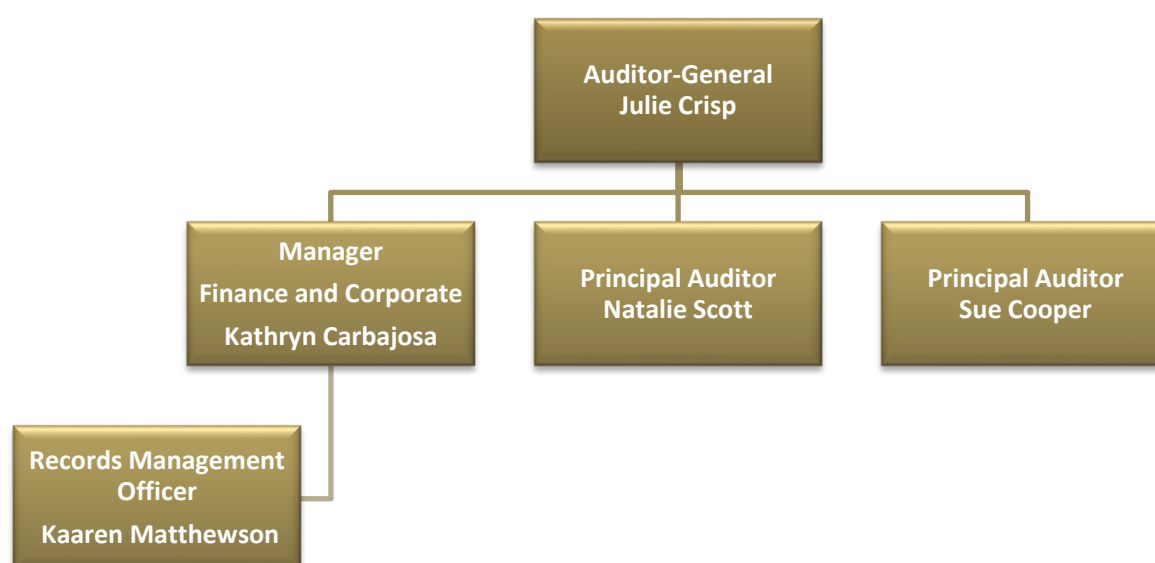 Auditor-General
Julie Crisp
Manager
Finance and Corporate
Kathryn Carbajosa
Principal Auditor
Natalie Scott
Principal Auditor
Sue Cooper
Records Management
Officer
Kaaren Matthewson